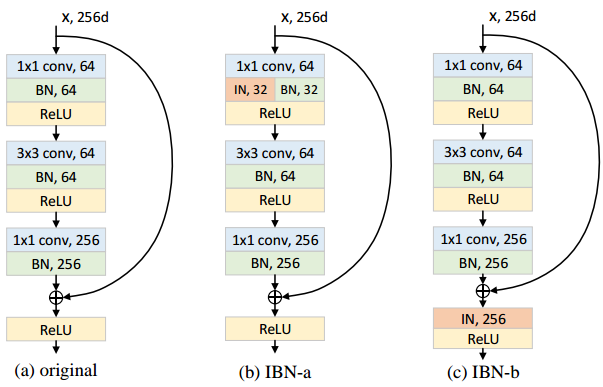 x, 256d
1x1 conv, 64
BN, 64
ReLU
3x3 conv, 64
BN, 64
ReLU
1x1 conv, 256
BN, 256
ReLU
(a) original
x, 256d
1x1 conv, 64
IN, 32 BN, 32
ReLU
3x3 conv, 64
BN, 64
ReLU
1x1 conv, 256
BN, 256
ReLU
(b) IBN-a
x, 256d
1x1 conv, 64
BN, 64
ReLU
3x3 conv, 64
BN, 64
ReLU
1x1 conv, 256
BN, 256
IN, 256
ReLU
(c) IBN-b